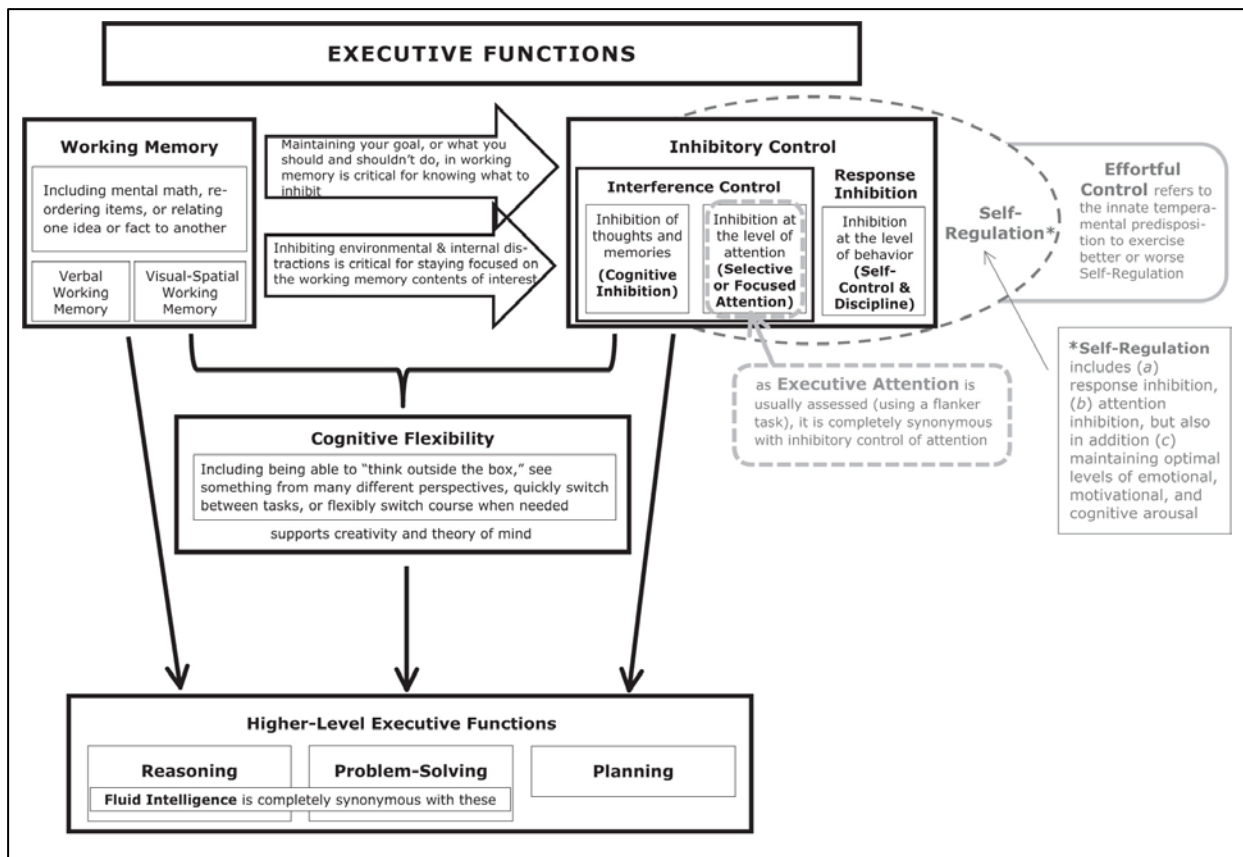 EXECUTIVE FUNCTIONS
Working Memory
Including mental math, re-
ordering items, or relating
one idea or fact to another
Verbal
Working
Memory
Visual-Spatial
Working
Memory
Maintaining your goal, or what you
should and shouldn’t do, in working
memory is critical for knowing what to
inhibit
Inhibiting environmental & internal dis-
tractions is critical for staying focused on
the working memory contents of interest
Inhibitory Control
Interference Control
Inhibition of
thoughts and
memories
(Cognitive
Inhibition)
Inhibition at
the level of
attention
(Selective
or Focused
Attention)
Response
Inhibition
Inhibition
at the level
of behavior
(Self-
Control &
Discipline)
Self-
Regulation*
Effortful
Control refers to
the innate tempera-
mental predisposi-
tion to exercise
better or worse
Self-Regulation
*Self-Regulation
includes (a)
response inhibition,
(b) attention
inhibition, but also
in addition (c)
maintaining optimal
levels of emotional,
motivational, and
cognitive arousal
as Executive Attention is
usually assessed (using a flanker
task), it is completely synonymous
with inhibitory control of attention
Cognitive Flexibility
Including being able to “think outside the box,” see
something from many different perspectives, quickly switch
between tasks, or flexibly switch course when needed
supports creativity and theory of mind
Higher-Level Executive Functions
Reasoning
Problem-Solving
Planning
Fluid Intelligence is completely synonymous with these